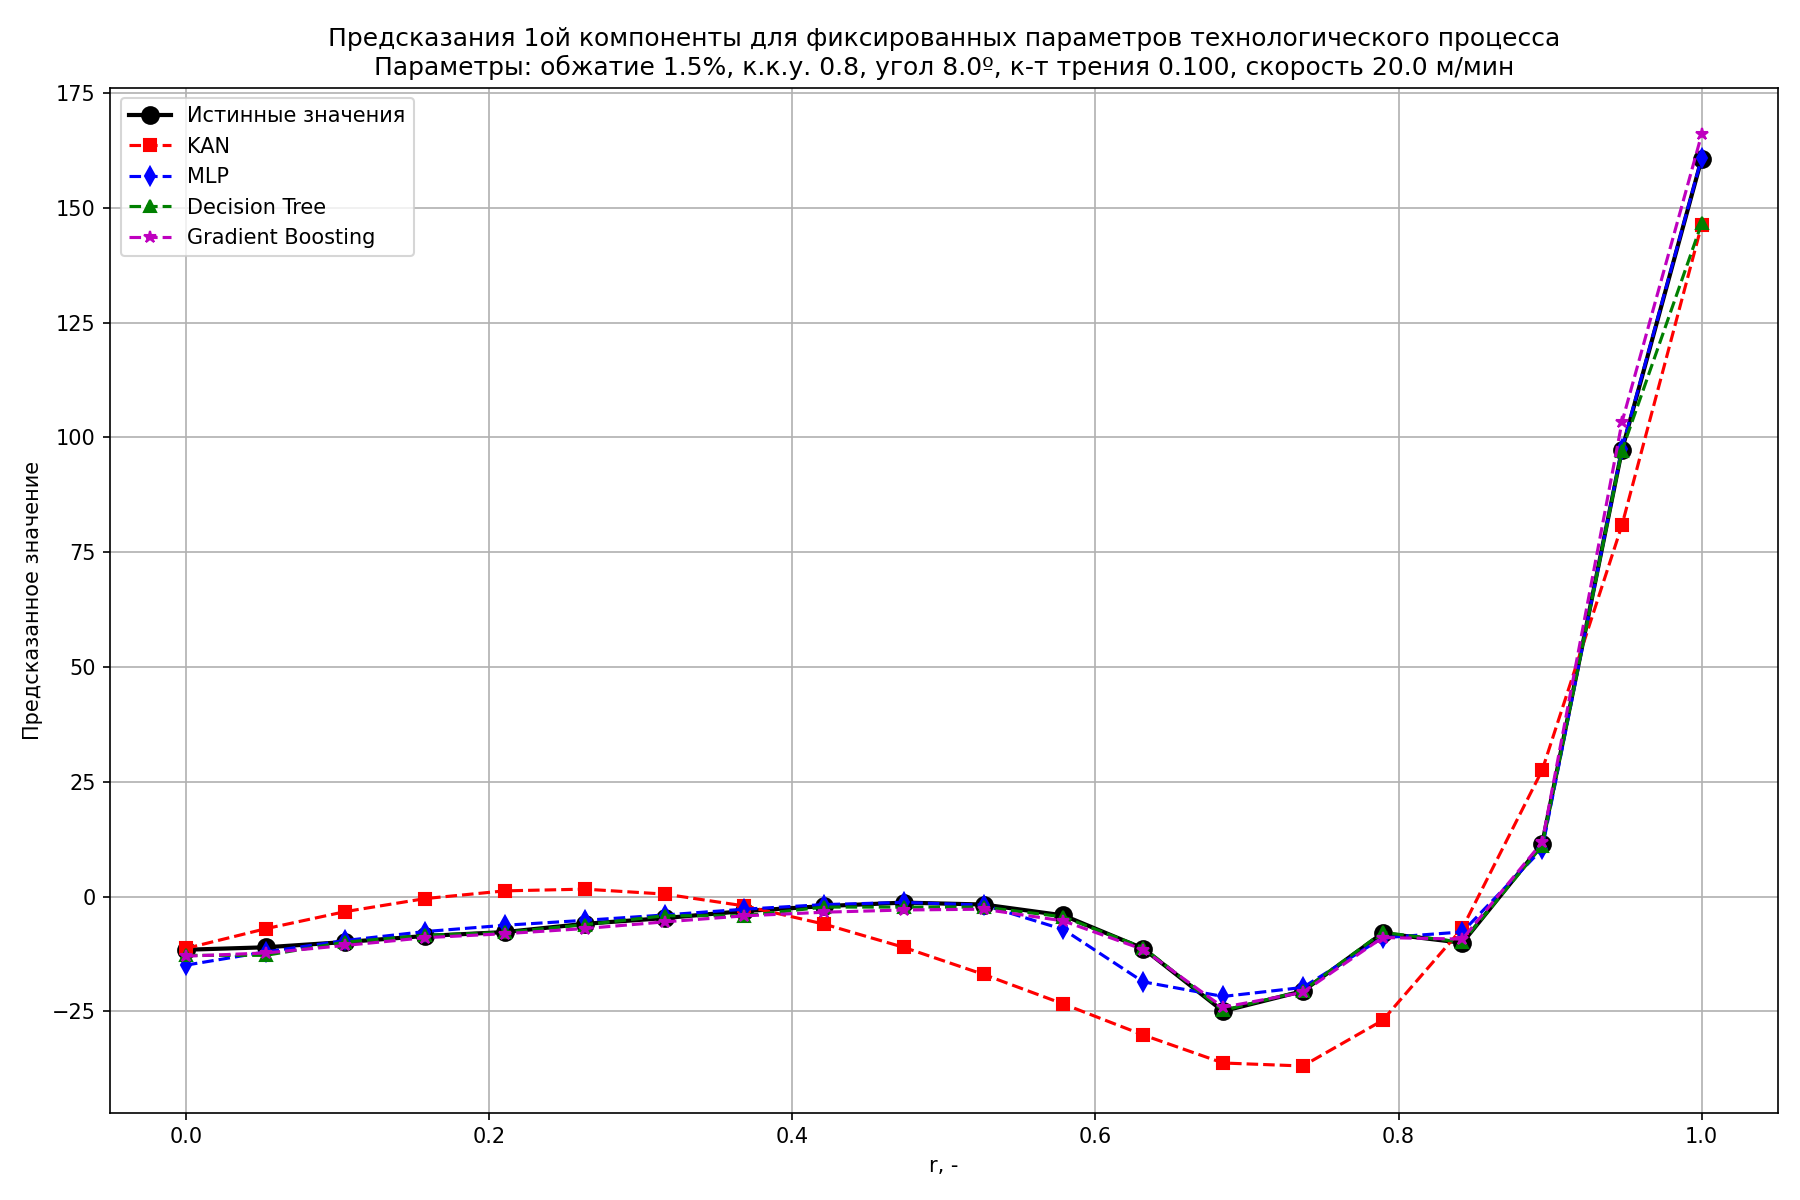 Предсказания 1ой компоненты для фиксированных параметров технологического процесса
Параметры: обжатие 1.5%, к.к.у. 0.8, угол 8.0º, к-т трения 0.100, скорость 20.0 м/мин
Истинные значения
KAN
MLP
Decision Tree
Gradient Boosting
175
150
125
100
75
50
25
0
−25
Предсказанное значение
0.0 0.2 0.4 0.6 0.8 1.0
r, -